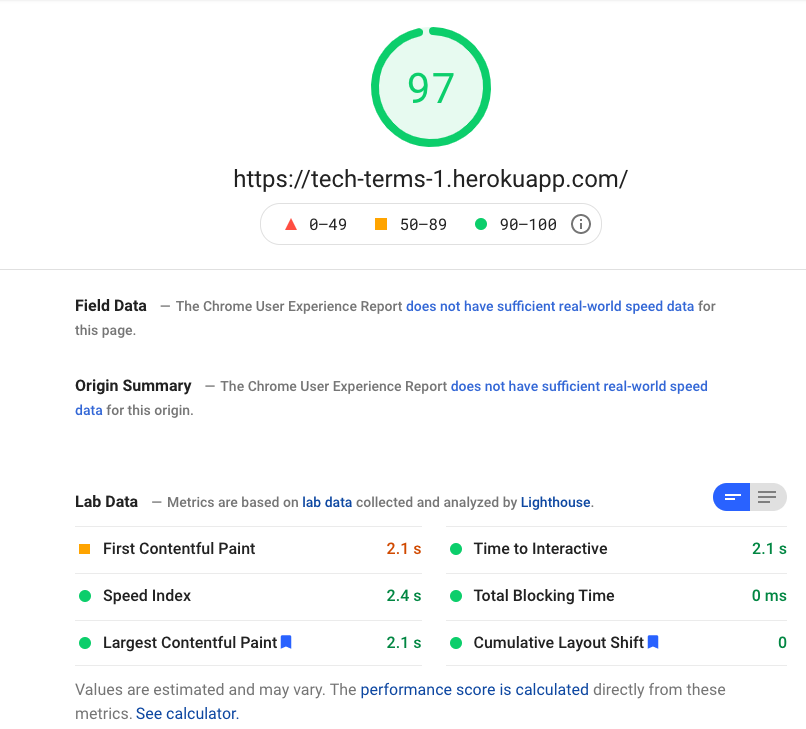 97
https://tech-terms-1.herokuapp.com/
0–49 50–89 90–100
Field Data — The Chrome User Experience Report does not have sufficient real-world speed data for
this page.
Origin Summary — The Chrome User Experience Report does not have sufficient real-world speed
data for this origin.
Lab Data — Metrics are based on lab data collected and analyzed by Lighthouse.
First Contentful Paint 2.1 s
Time to Interactive 2.1 s
Speed Index 2.4 s
Total Blocking Time 0 ms
Largest Contentful Paint 2.1 s
Cumulative Layout Shift 0
Values are estimated and may vary. The performance score is calculated directly from these
metrics. See calculator.